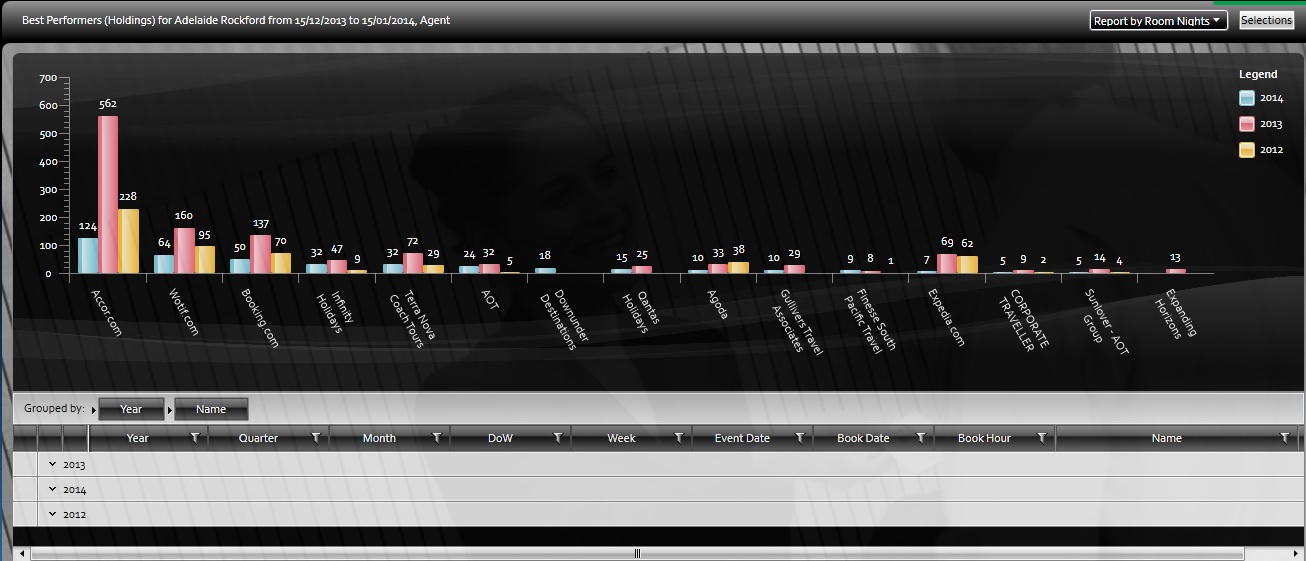 Best Performers (Holdings) for Adelaide Rockford from 15/12/2013 to 15/01/2014, Agent
Report by Room Nights
Selections
Legend
2014
2013
2012
700
600
500
400
300
200
100
0
124 562 228
64 160 95
50 137 70
32 47 9
32 72 29
24 32 5
18
15 25
10 33 38
10 29
9 8 1
7 69 62
5 9 2
5 14 4
13
Accor.com
Wotif.com
Booking.com
Infinity
Holidays
Terra Nova
Coach Tours
AOT
Downunder
Destinations
Qantas
Holidays
Agoda
Gullivers Travel
Associates
Finesse South
Pacific Travel
Expedia.com
CORPORATE
TRAVELLER
Sunlover - AOT
Group
Expanding
Horizons
Grouped by: Year Name
Year Quarter Month DoW Week Event Date Book Date Book Hour Name
2013
2014
2012